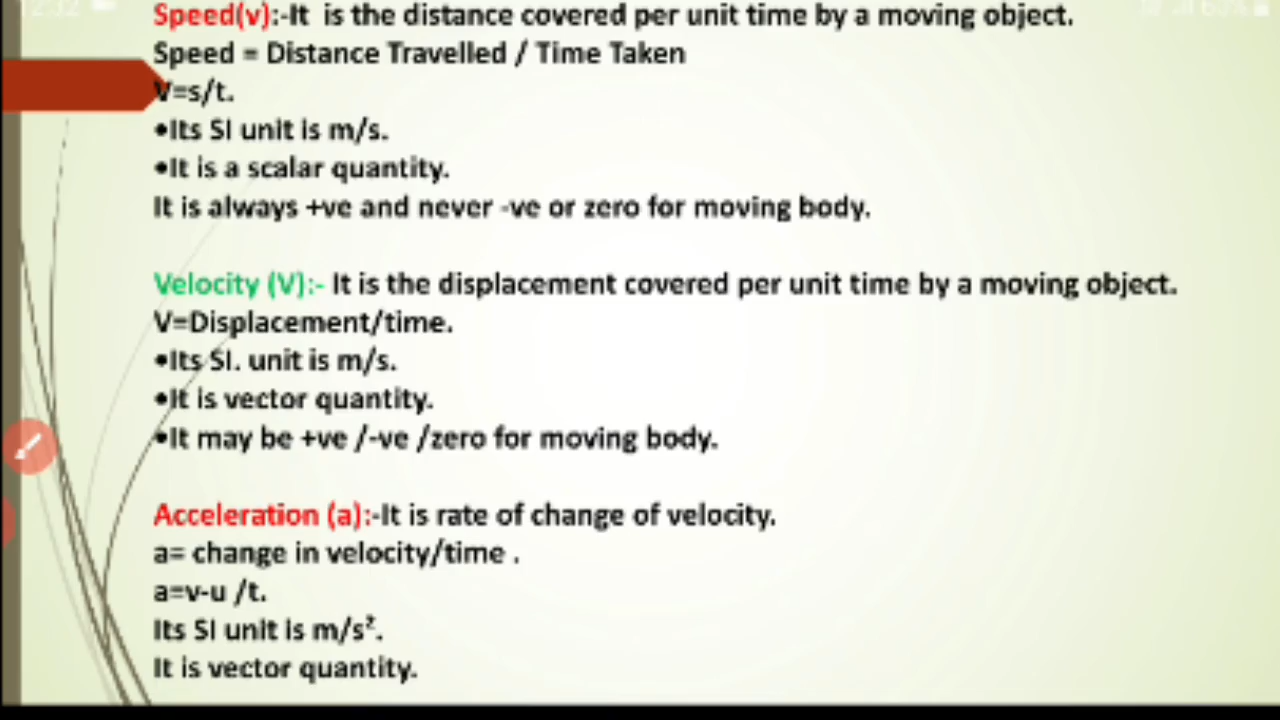 12:32
Speed(v):-It is the distance covered per unit time by a moving object.
Speed = Distance Travelled / Time Taken
V=s/t.
•Its SI unit is m/s.
•It is a scalar quantity.
It is always +ve and never -ve or zero for moving body.
Velocity (V):- It is the displacement covered per unit time by a moving object.
V=Displacement/time.
•Its SI. unit is m/s.
•It is vector quantity.
•It may be +ve /-ve /zero for moving body.
Acceleration (a):-It is rate of change of velocity.
a= change in velocity/time .
a=v-u /t.
Its SI unit is m/s².
It is vector quantity.